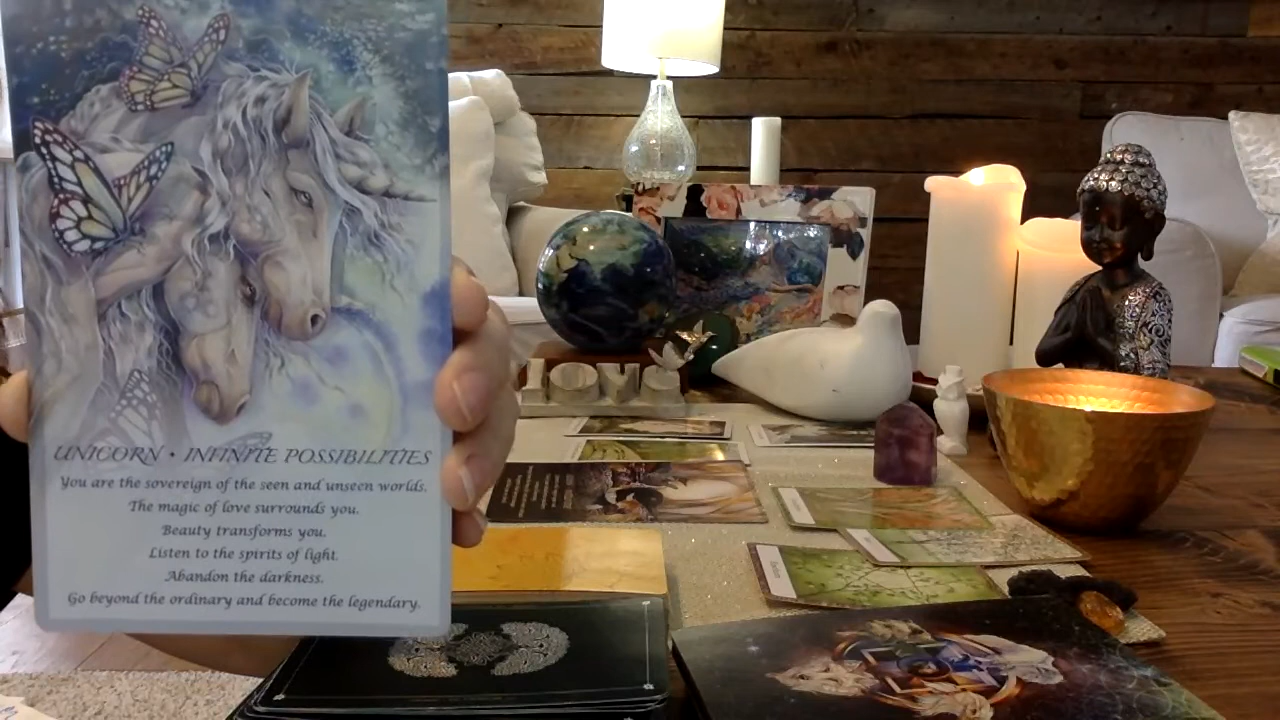 UNICORN • INFINITE POSSIBILITIES
You are the sovereign of the seen and unseen worlds.
The magic of love surrounds you.
Beauty transforms you.
Listen to the spirits of light.
Abandon the darkness.
Go beyond the ordinary and become the legendary.
LOVE